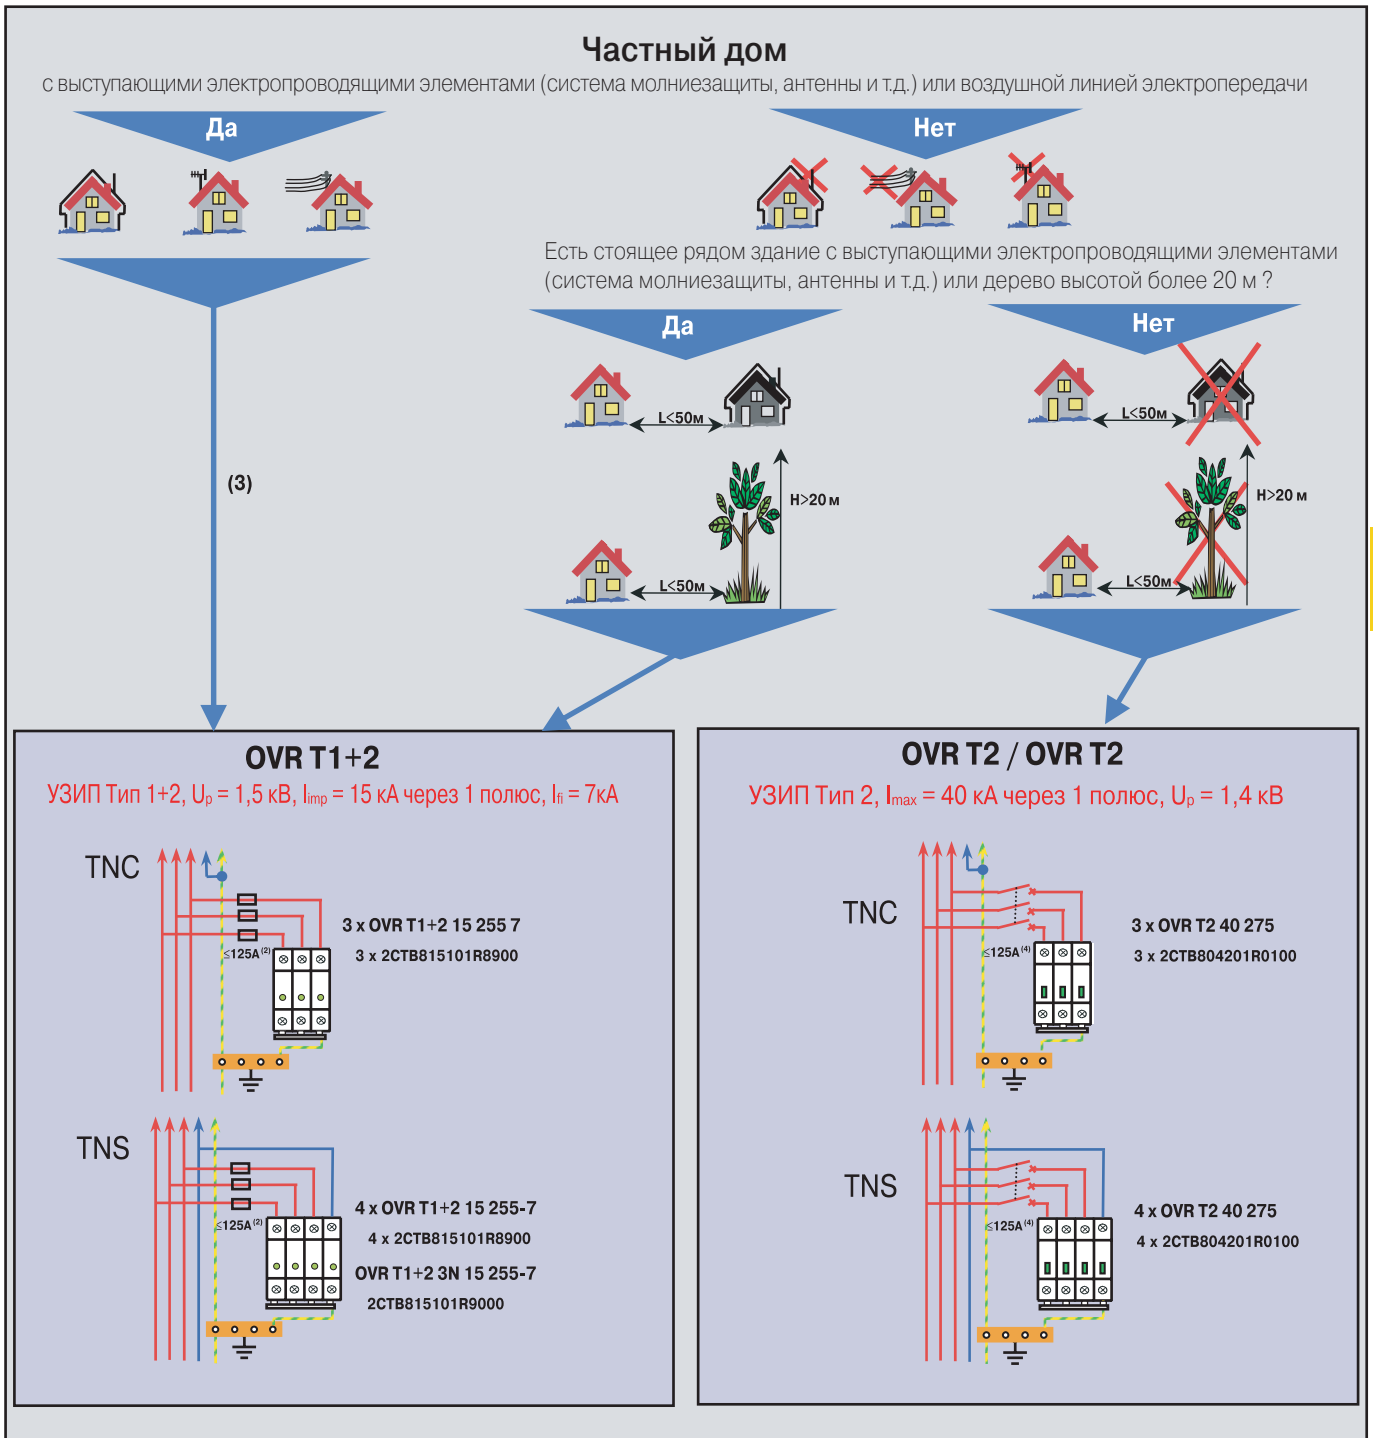 Частный дом
с выступающими электропроводящими элементами (система молниезащиты, антенны и т.д.) или воздушной линией электропередачи
Да
Нет
Есть стоящее рядом здание с выступающими электропроводящими элементами
(система молниезащиты, антенны и т.д.) или дерево высотой более 20 м ?
Да
Нет
L<50м
L<50м
(3)
H>20 м
H>20 м
L<50м
L<50м
OVR T1+2
УЗИП Тип 1+2, Up = 1,5 кВ, Iimp = 15 кА через 1 полюс, Ifi = 7кА
TNC
≤125A (2)
3 x OVR T1+2 15 255 7
3 x 2CTB815101R8900
TNS
≤125A (2)
4 x OVR T1+2 15 255-7
4 x 2CTB815101R8900
OVR T1+2 3N 15 255-7
2CTB815101R9000
OVR T2 / OVR T2
УЗИП Тип 2, Imax = 40 кА через 1 полюс, Up = 1,4 кВ
TNC
≤125A (4)
3 x OVR T2 40 275
3 x 2CTB804201R0100
TNS
≤125A (4)
4 x OVR T2 40 275
4 x 2CTB804201R0100